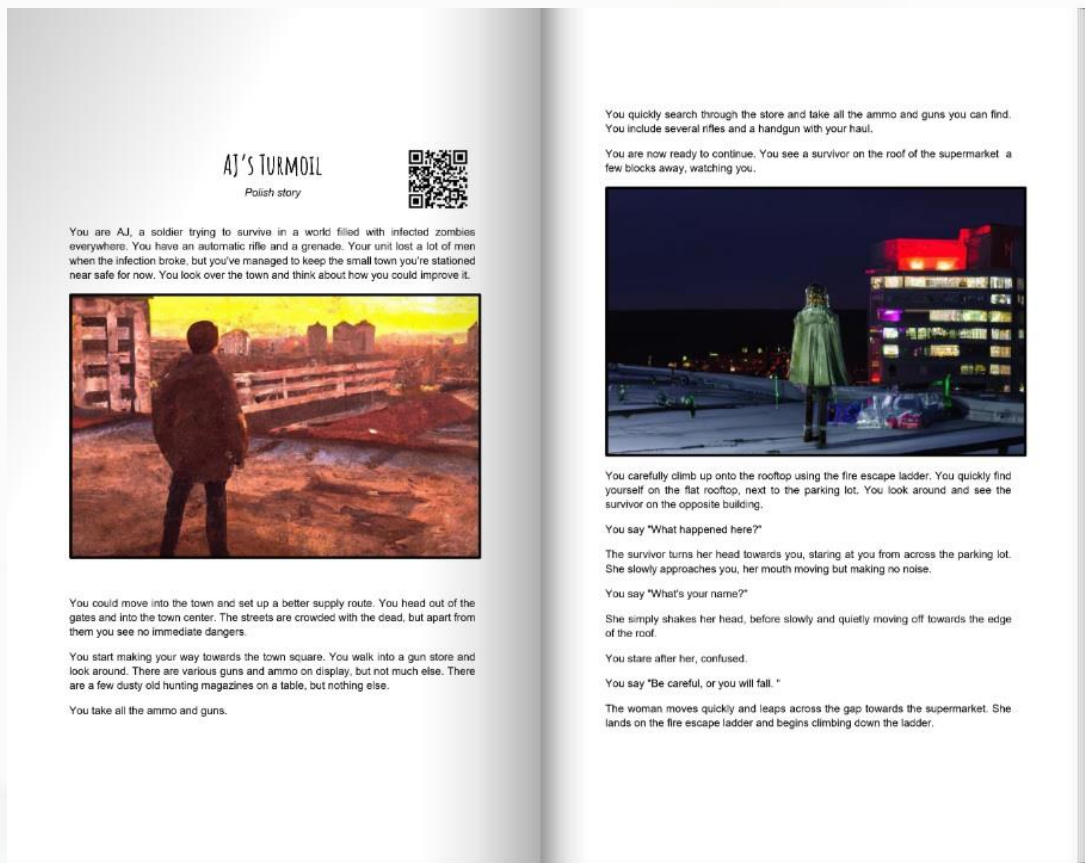 AJ's Turmoil
Polish story
You are AJ, a soldier trying to survive in a world filled with infected zombies
everywhere. You have an automatic rifle and a grenade. Your unit lost a lot of men
when the infection broke, but you've managed to keep the small town you're stationed
near safe for now. You look over the town and think about how you could improve it.
You could move into the town and set up a better supply route. You head out of the
gates and into the town center. The streets are crowded with the dead, but apart from
them you see no immediate dangers.
You start making your way towards the town square. You walk into a gun store and
look around. There are various guns and ammo on display, but not much else. There
are a few dusty old hunting magazines on a table, but nothing else.
You take all the ammo and guns.
You quickly search through the store and take all the ammo and guns you can find.
You include several rifles and a handgun with your haul.
You are now ready to continue. You see a survivor on the roof of the supermarket a
few blocks away, watching you.
You carefully climb up onto the rooftop using the fire escape ladder. You quickly find
yourself on the flat rooftop, next to the parking lot. You look around and see the
survivor on the opposite building.
You say "What happened here?"
The survivor turns her head towards you, staring at you from across the parking lot.
She slowly approaches you, her mouth moving but making no noise.
You say "What's your name?"
She simply shakes her head, before slowly and quietly moving off towards the edge
of the roof.
You stare after her, confused.
You say "Be careful, or you will fall. "
The woman moves quickly and leaps across the gap towards the supermarket. She
lands on the fire escape ladder and begins climbing down the ladder.